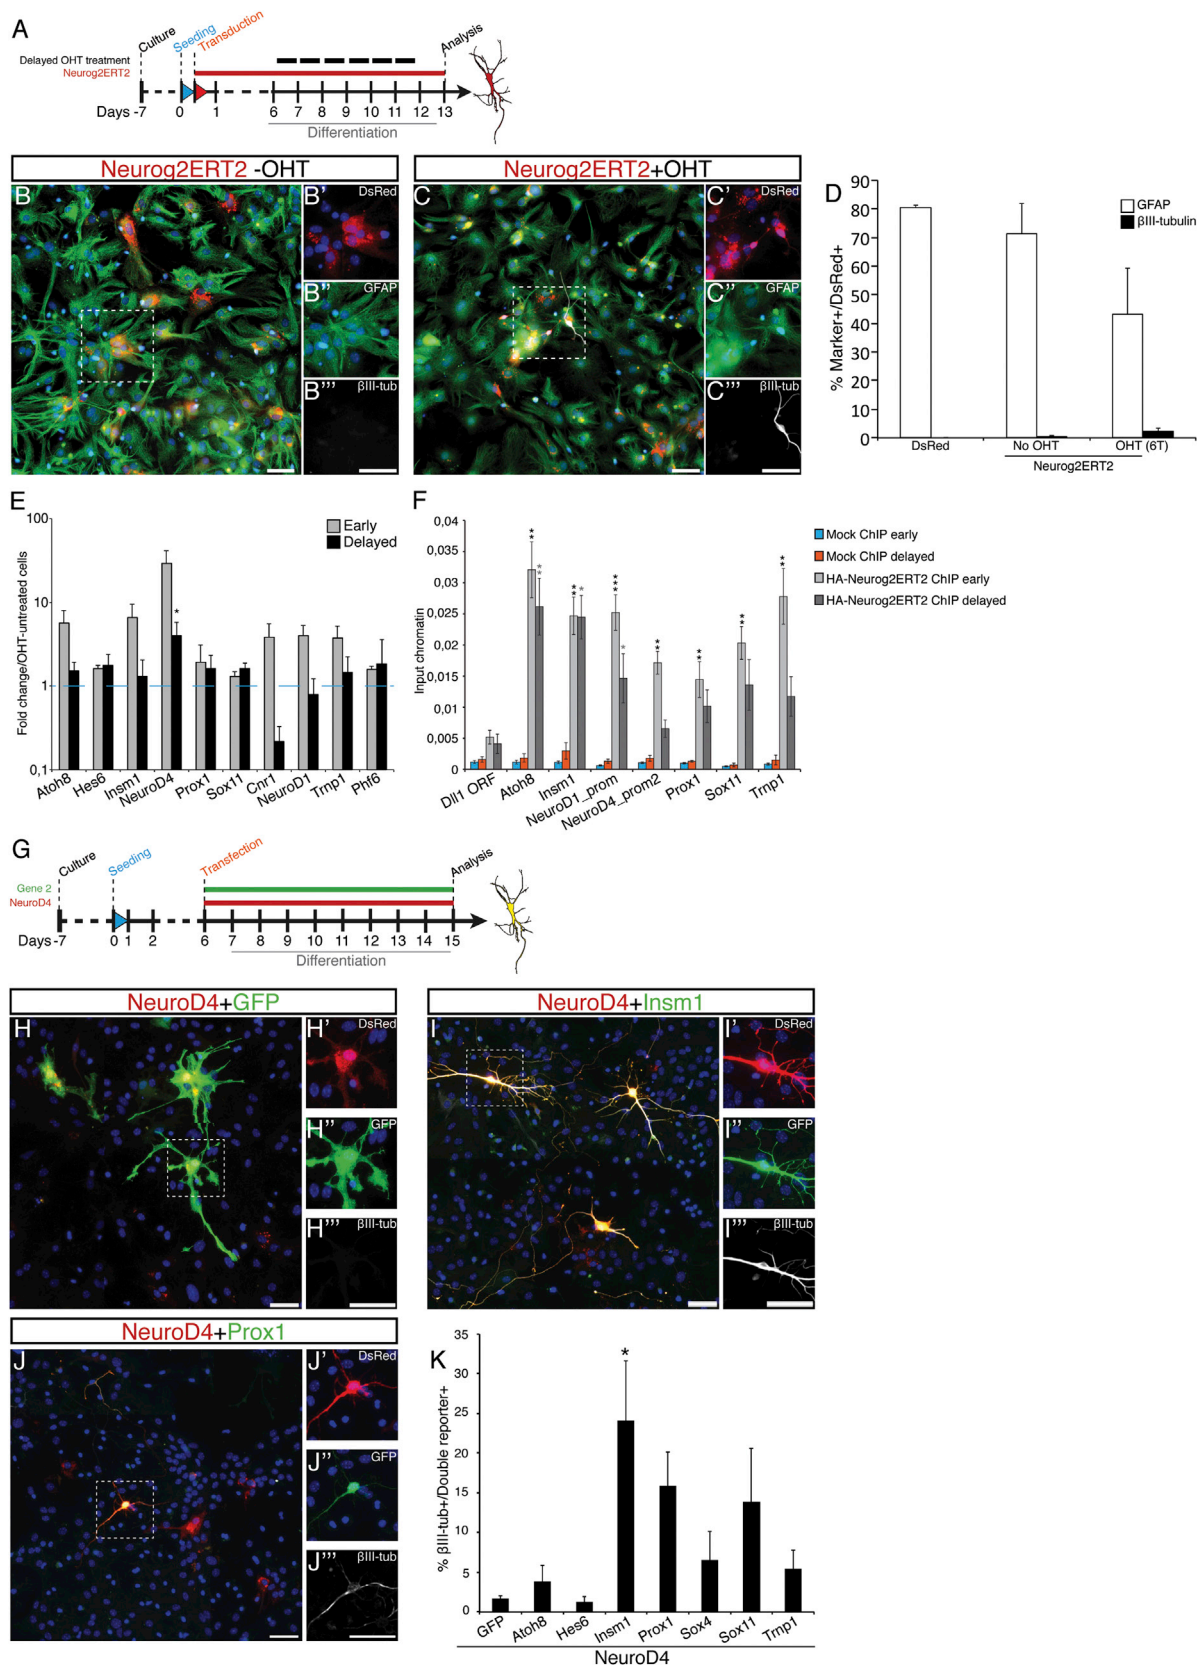 A
Culture
Seeding
Transduction
Analysis
Delayed OHT treatment
Neurog2ERT2
Days -7 0 1 6 7 8 9 10 11 12 13
Differentiation
Neurog2ERT2 -OHT
B
B' DsRed
B'' GFAP
B''' βIII-tub
Neurog2ERT2+OHT
C
C' DsRed
C'' GFAP
C''' βIII-tub
D
% Marker+/DsRed+
90
80
70
60
50
40
30
20
10
0
GFAP
βIII-tubulin
DsRed No OHT OHT (6T)
Neurog2ERT2
E
Fold change/OHT-untreated cells
100
10
1
0,1
Early
Delayed
*
Atoh8 Hes6 Insm1 NeuroD4 Prox1 Sox11 Cnr1 NeuroD1 Trnp1 Phf6
F
Input chromatin
0,04
0,035
0,03
0,025
0,02
0,015
0,01
0,005
0
** ** ** * *** * ** ** ** **
Mock ChIP early
Mock ChIP delayed
HA-Neurog2ERT2 ChIP early
HA-Neurog2ERT2 ChIP delayed
Dll1 ORF Atoh8 Insm1 NeuroD1_prom NeuroD4_prom2 Prox1 Sox11 Trnp1
G
Culture
Seeding
Transfection
Analysis
Gene 2
NeuroD4
Days -7 0 1 2 6 7 8 9 10 11 12 13 14 15
Differentiation
NeuroD4+GFP
H
H' DsRed
H'' GFP
H''' βIII-tub
NeuroD4+Insm1
I
I' DsRed
I'' GFP
I''' βIII-tub
NeuroD4+Prox1
J
J' DsRed
J'' GFP
J''' βIII-tub
K
% βIII-tub+/Double reporter+
35
30
25
20
15
10
5
0
*
GFP Atoh8 Hes6 Insm1 Prox1 Sox4 Sox11 Trnp1
NeuroD4